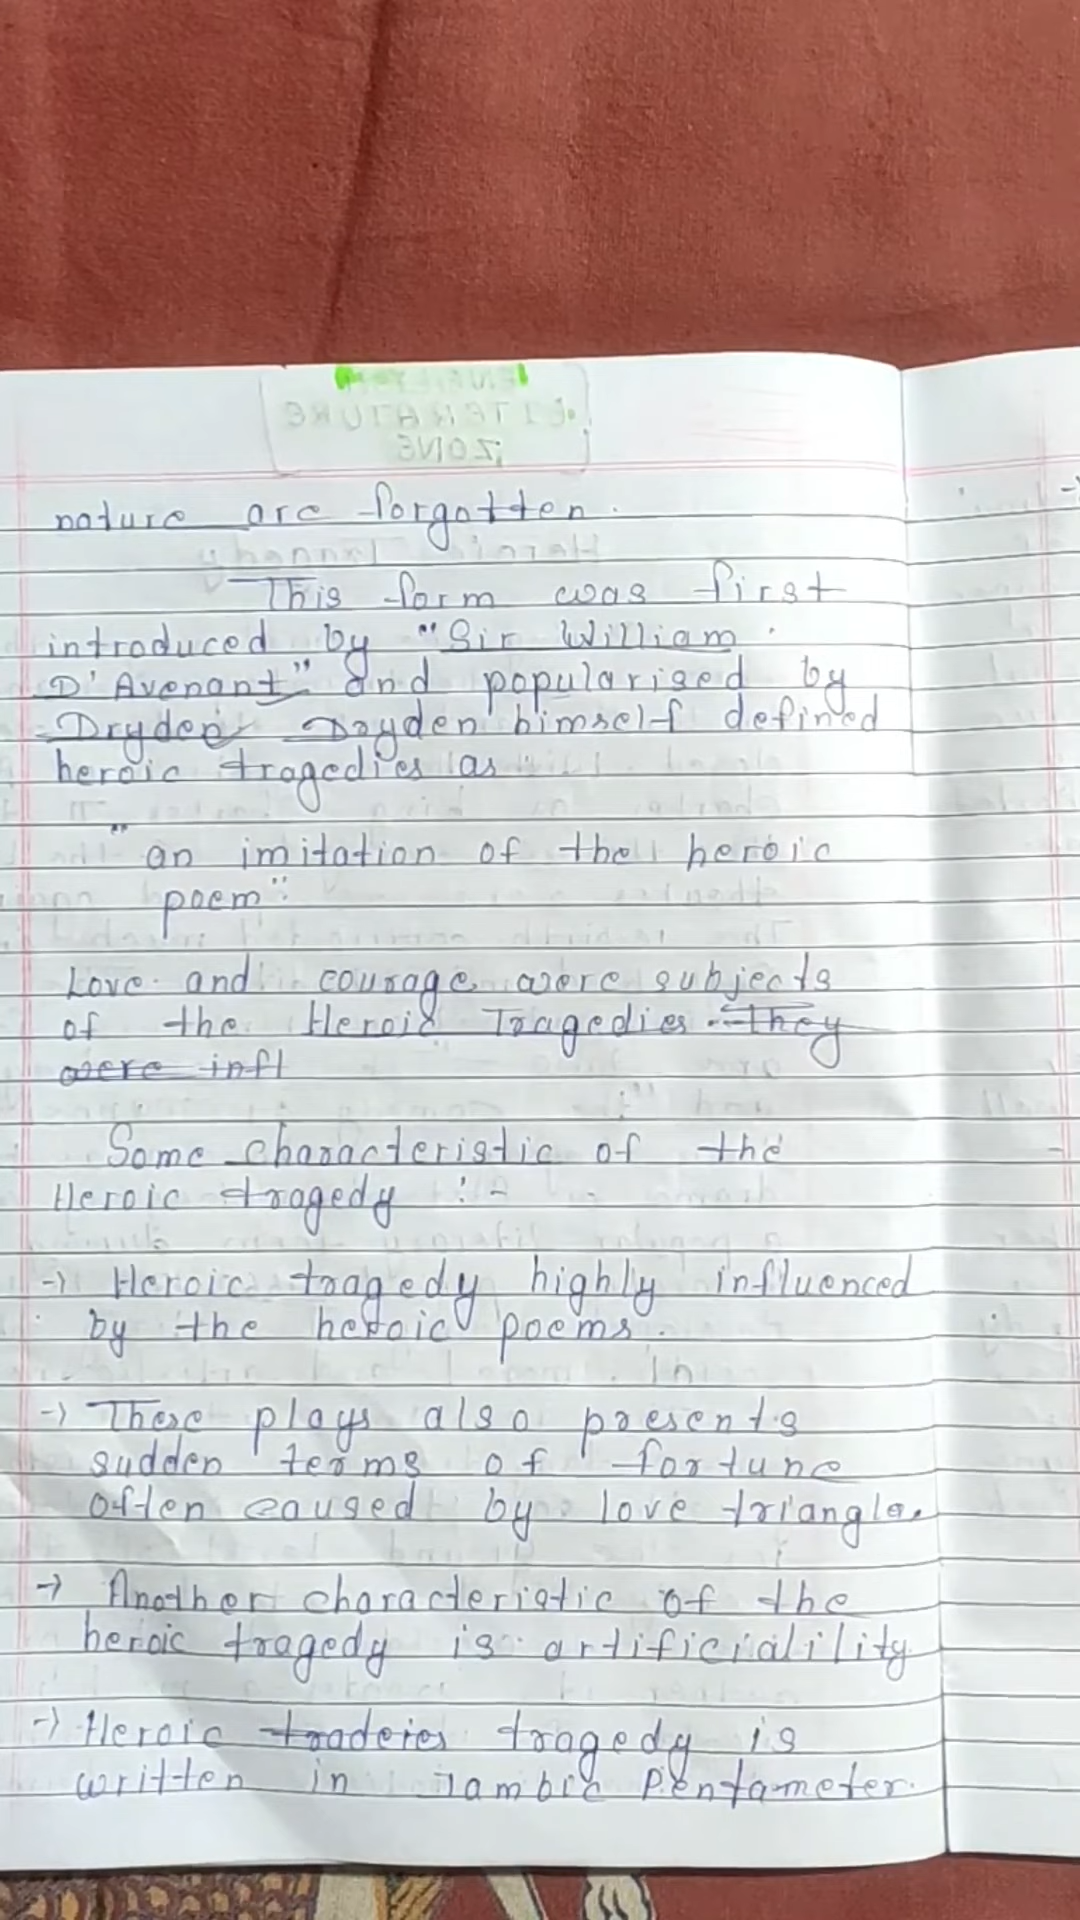 nature are forgotten.
This form was first
introduced by "Sir William
D'Avenant" and popularised by
Dryden Dryden himself defined
heroic tragedies as
"an imitation of the heroic
poem"
Love and courage were subjects
of the Heroic Tragedies. They
were infl
Some characteristic of the
Heroic tragedy :-
→ Heroic tragedy highly influenced
by the heroic poems.
→ These plays also presents
sudden terms of fortune
often caused by love triangle.
→ Another characteristic of the
heroic tragedy is artificialility
→ Heroic traderies tragedy is
written in Iambic Pentameter.